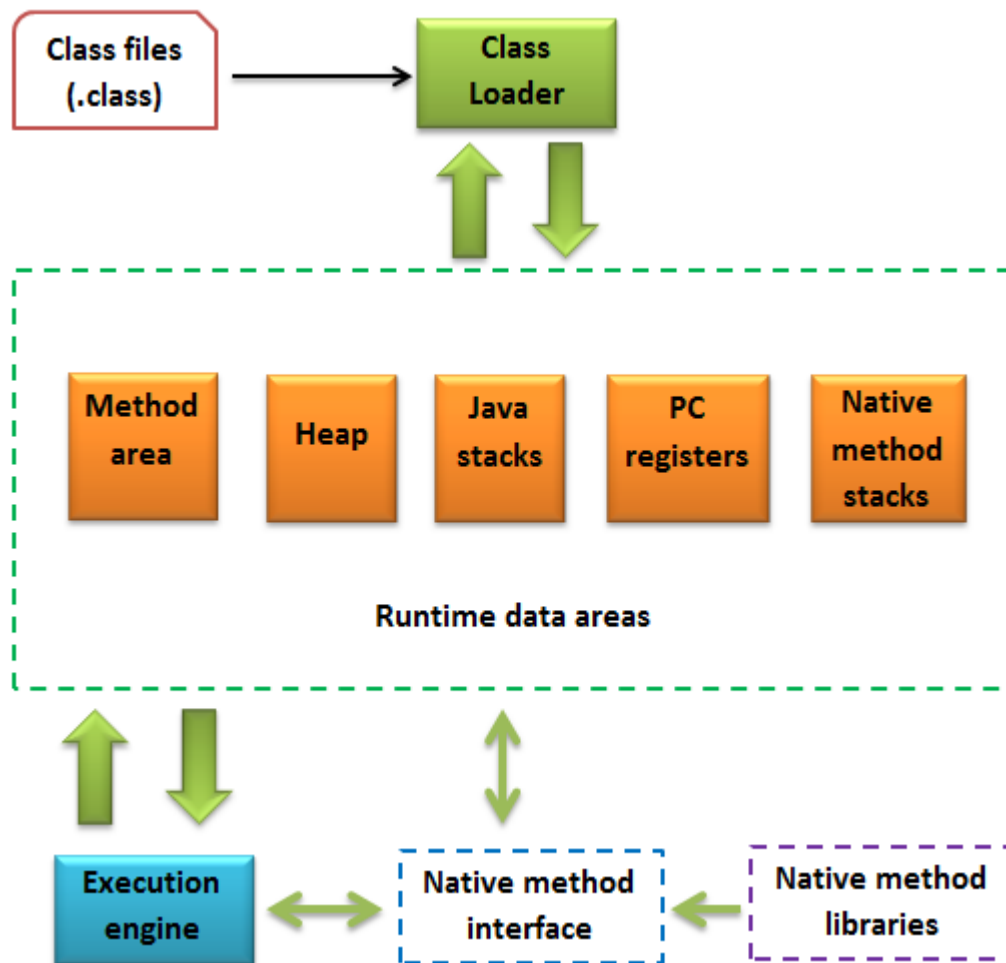 Class files
(.class)
Class
Loader
Method
area
Heap
Java
stacks
PC
registers
Native
method
stacks
Runtime data areas
Execution
engine
Native method
interface
Native method
libraries